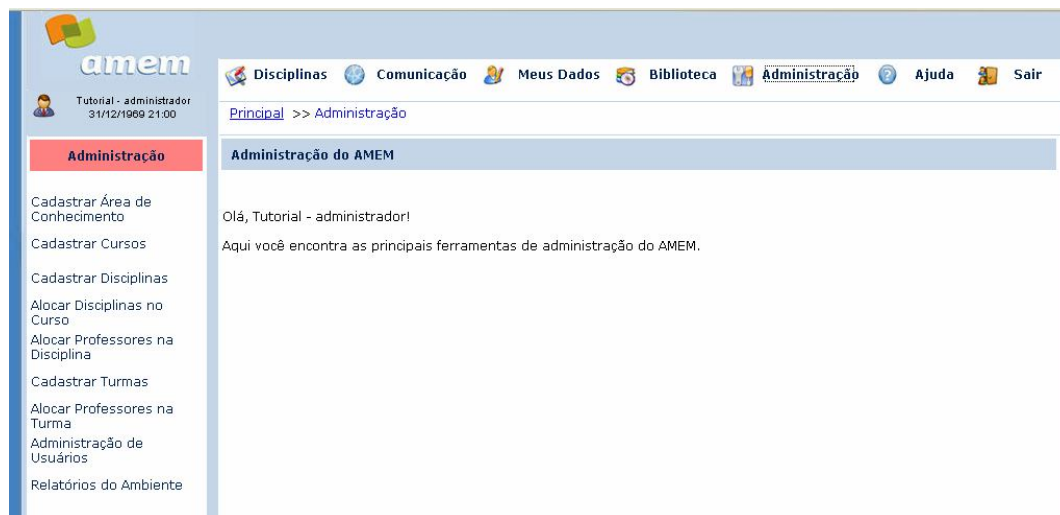 amem
Disciplinas Comunicação Meus Dados Biblioteca Administração Ajuda Sair
Tutorial - administrador
31/12/1969 21:00
Principal >> Administração
Administração
Administração do AMEM
Cadastrar Área de
Conhecimento
Cadastrar Cursos
Cadastrar Disciplinas
Alocar Disciplinas no
Curso
Alocar Professores na
Disciplina
Cadastrar Turmas
Alocar Professores na
Turma
Administração de
Usuários
Relatórios do Ambiente
Olá, Tutorial - administrador!
Aqui você encontra as principais ferramentas de administração do AMEM.